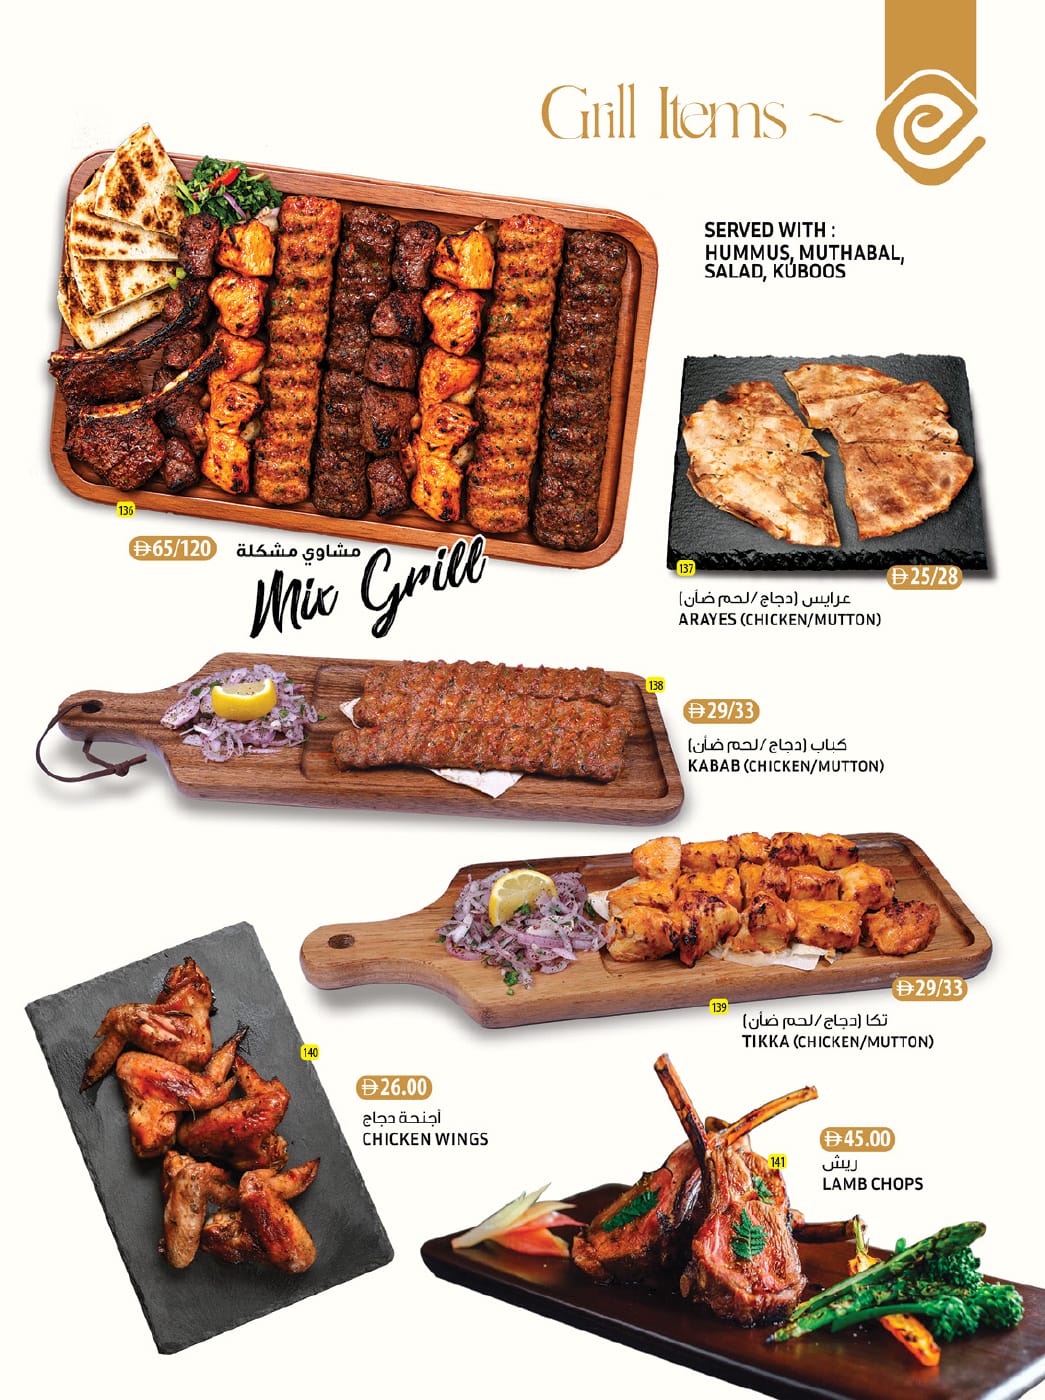 Grill Items ~
SERVED WITH :
HUMMUS, MUTHABAL,
SALAD, KUBOOS
136
65/120
مشاوي مشكلة
Mix Grill
137
25/28
عرايس (دجاج/لحم ضأن)
ARAYES (CHICKEN/MUTTON)
138
29/33
كباب (دجاج/لحم ضأن)
KABAB (CHICKEN/MUTTON)
139
29/33
تكا (دجاج/لحم ضأن)
TIKKA (CHICKEN/MUTTON)
140
26.00
أجنحة دجاج
CHICKEN WINGS
141
45.00
ريش
LAMB CHOPS